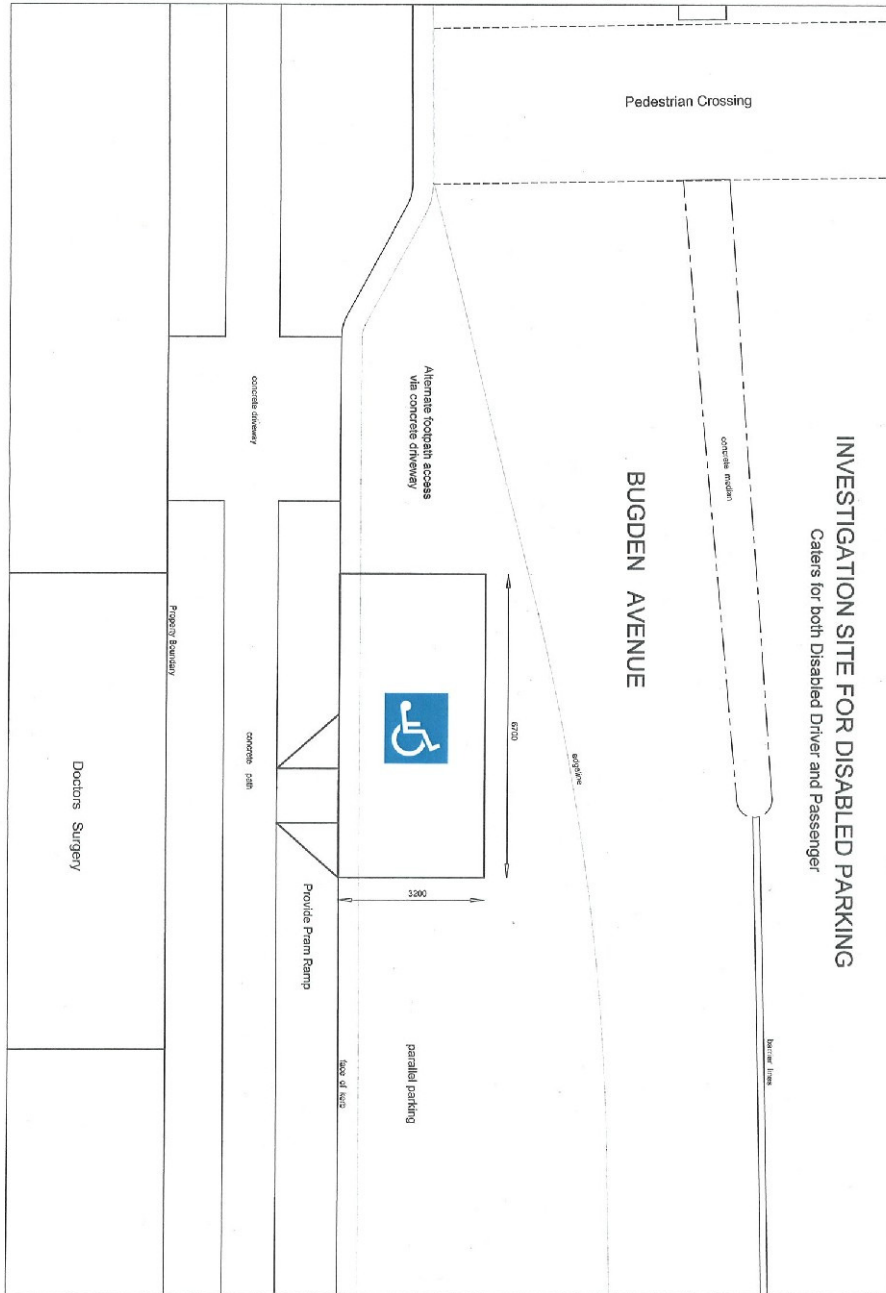 INVESTIGATION SITE FOR DISABLED PARKING
Caters for both Disabled Driver and Passenger
Pedestrian Crossing
concrete median
barrier lines
BUGDEN AVENUE
edgeline
6700
3200
Alternate footpath access
via concrete driveway
parallel parking
face of kerb
Provide Pram Ramp
concrete driveway
concrete path
Property Boundary
Doctors Surgery